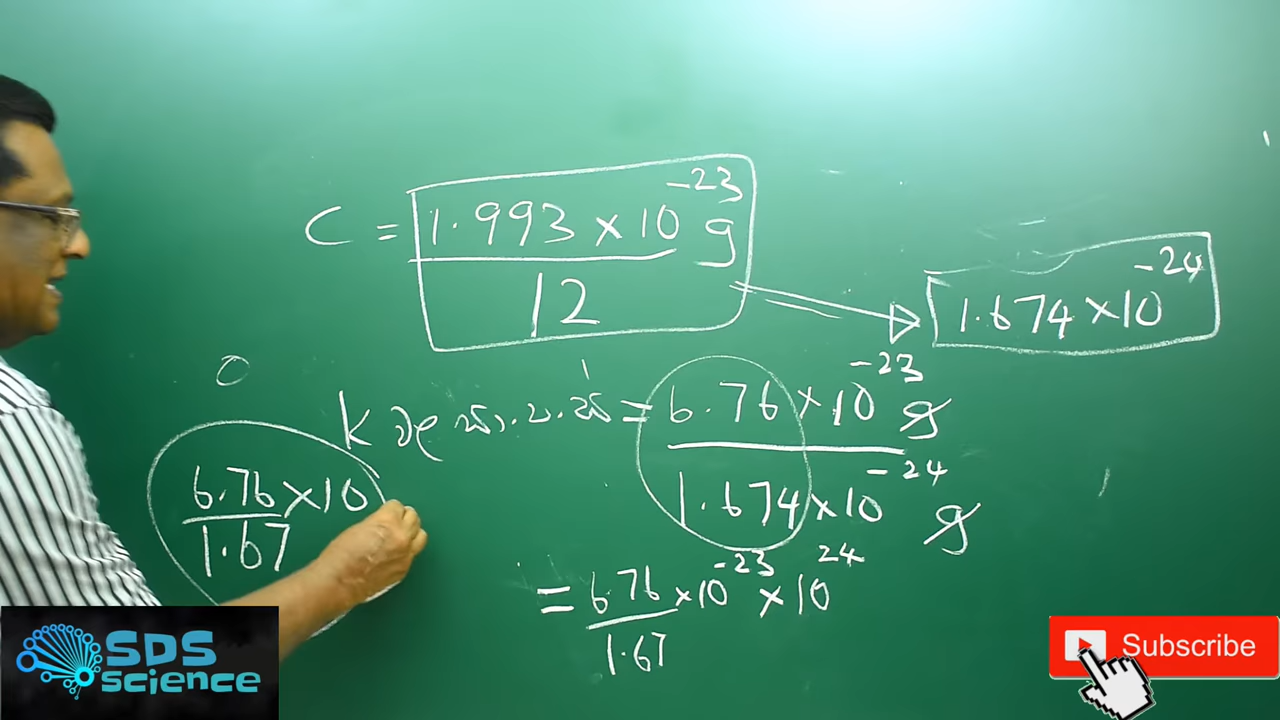 C = 1.993 × 10⁻²³ g
12
1.674 × 10⁻²⁴
K වල සා.ප.ස් = 6.76 × 10⁻²³ g
1.674 × 10⁻²⁴ g
6.76 × 10
1.67
= 6.76 × 10⁻²³ × 10²⁴
1.67
SDS
science
Subscribe